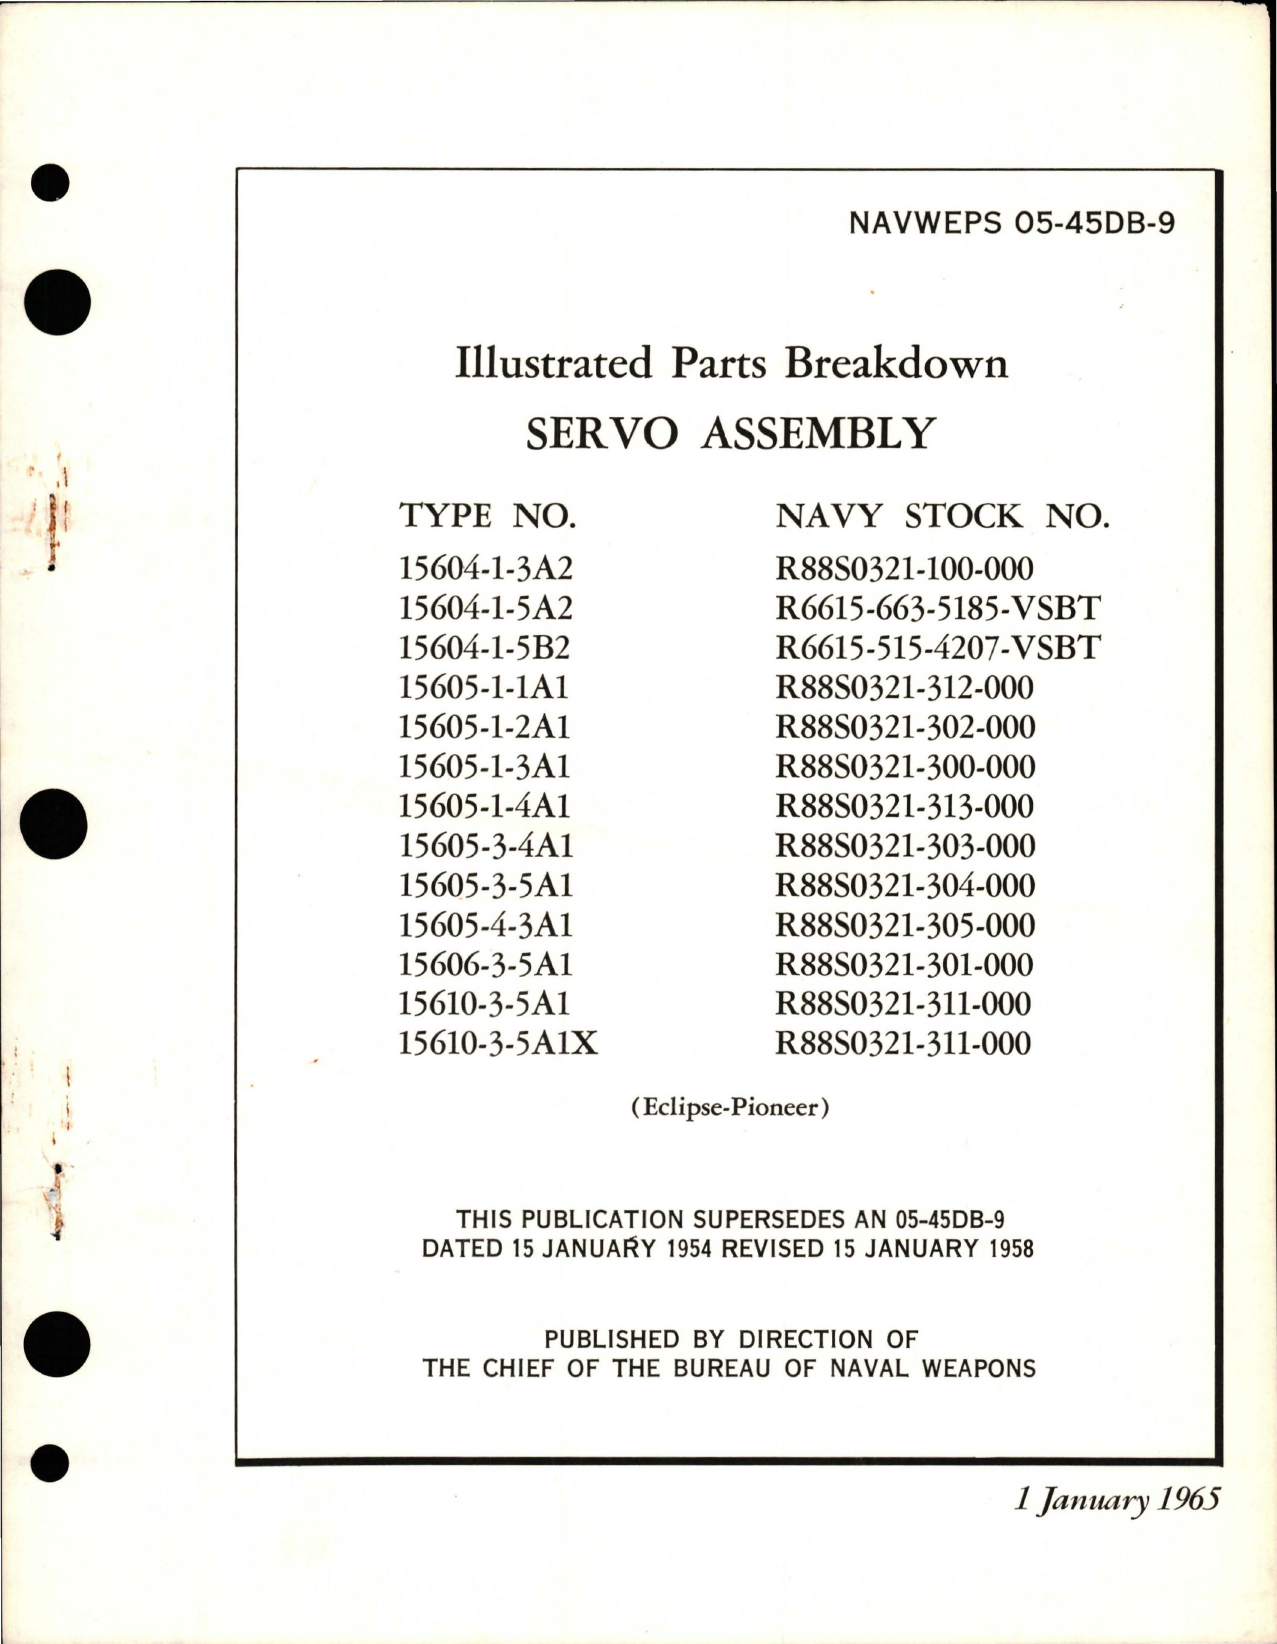 NAVWEPS 05-45DB-9
Illustrated Parts Breakdown
SERVO ASSEMBLY
TYPE NO. NAVY STOCK NO.
15604-1-3A2 R88S0321-100-000
15604-1-5A2 R6615-663-5185-VSBT
15604-1-5B2 R6615-515-4207-VSBT
15605-1-1A1 R88S0321-312-000
15605-1-2A1 R88S0321-302-000
15605-1-3A1 R88S0321-300-000
15605-1-4A1 R88S0321-313-000
15605-3-4A1 R88S0321-303-000
15605-3-5A1 R88S0321-304-000
15605-4-3A1 R88S0321-305-000
15606-3-5A1 R88S0321-301-000
15610-3-5A1 R88S0321-311-000
15610-3-5A1X R88S0321-311-000
(Eclipse-Pioneer)
THIS PUBLICATION SUPERSEDES AN 05-45DB-9
DATED 15 JANUARY 1954 REVISED 15 JANUARY 1958
PUBLISHED BY DIRECTION OF
THE CHIEF OF THE BUREAU OF NAVAL WEAPONS
1 January 1965